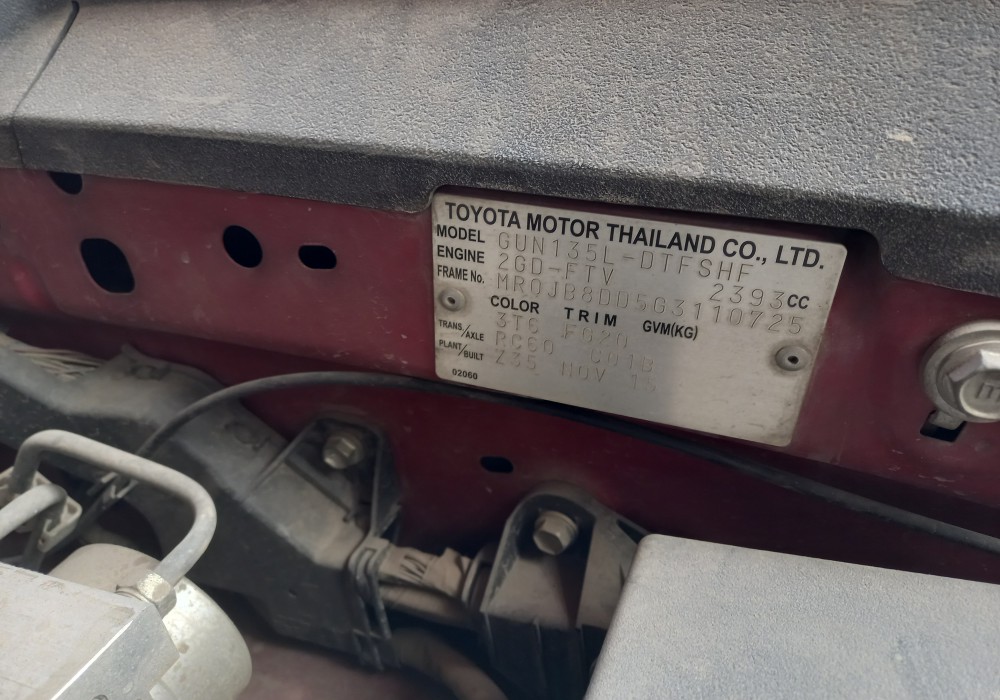 TOYOTA MOTOR THAILAND CO., LTD.
MODEL GUN135L-DTFSHF
ENGINE 2GD-FTV 2393CC
FRAME No. MR0JB8DD5G3110725
COLOR TRIM GVM(KG)
3T6 F620
TRANS./AXLE RC60
PLANT/BUILT Z35 NOV 15
02060